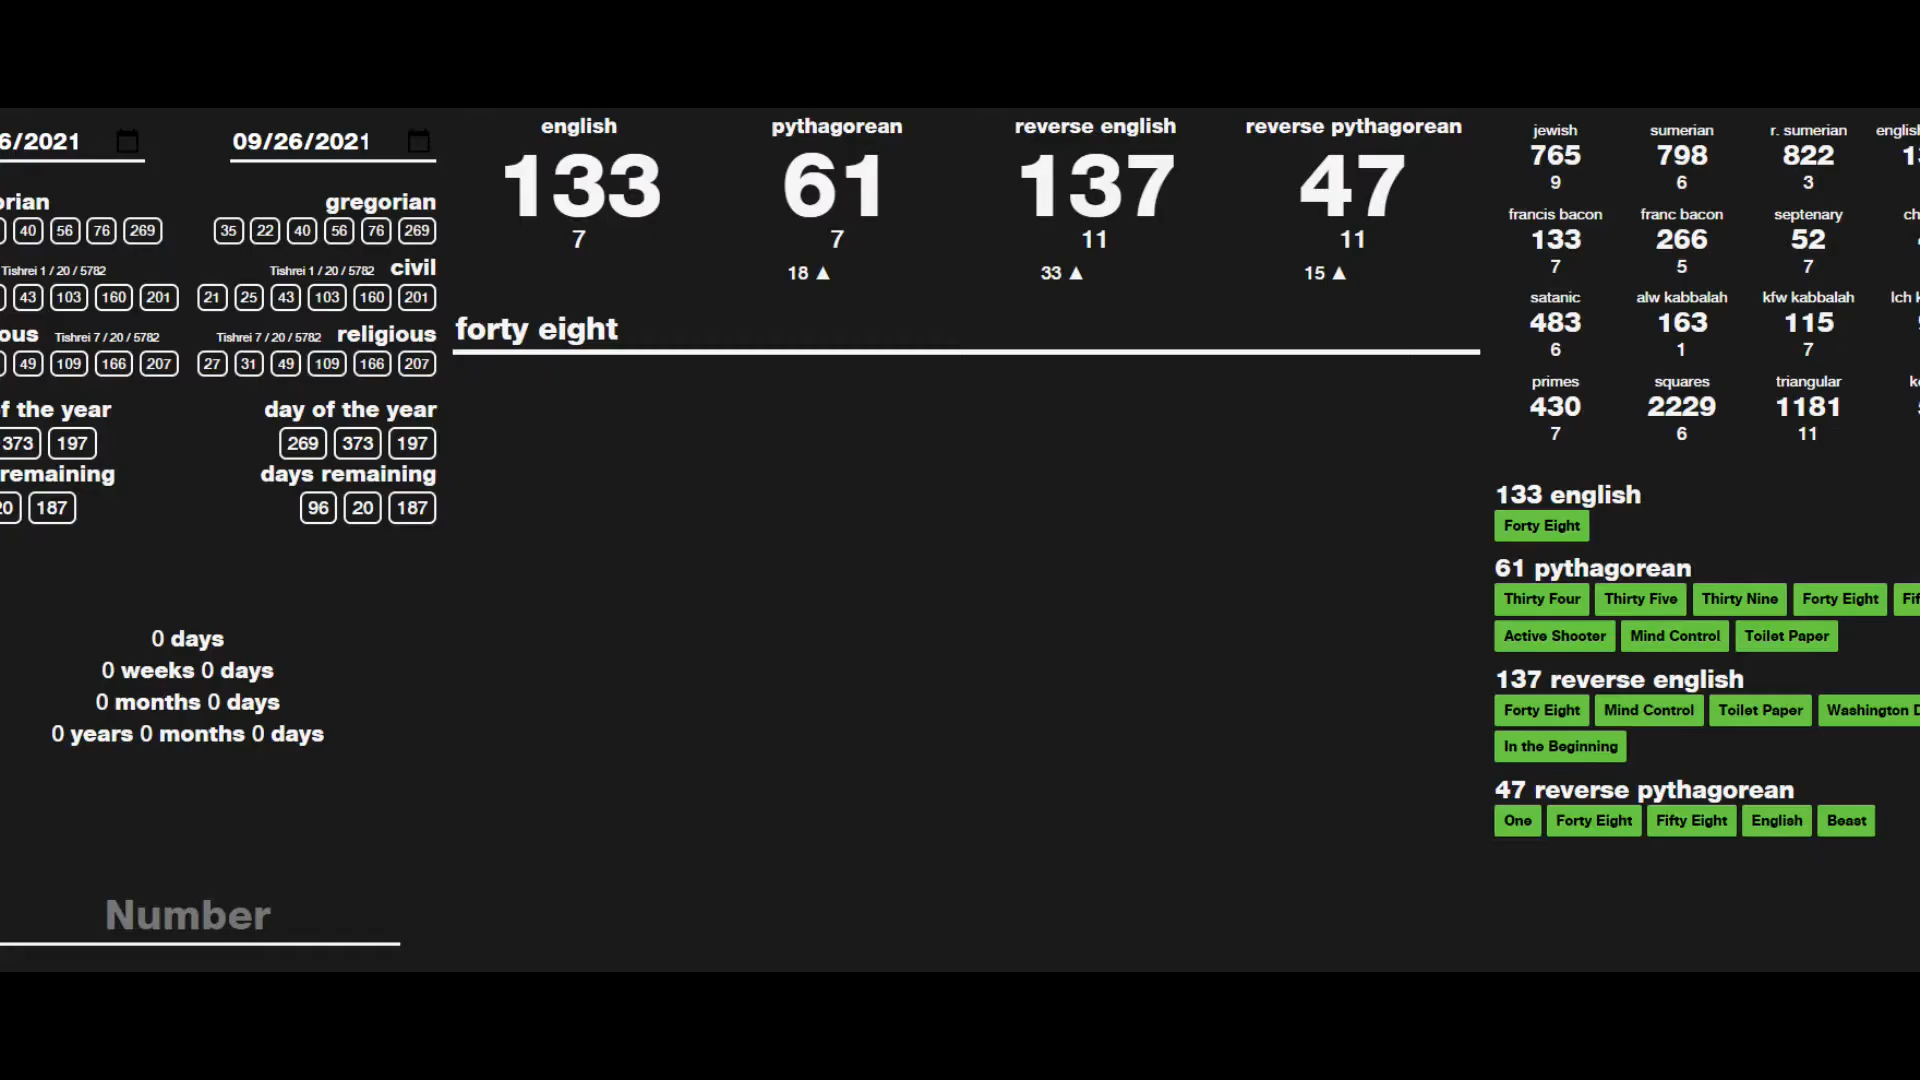 6/2021 09/26/2021
orian gregorian
40 56 76 269 35 22 40 56 76 269
Tishrei 1 / 20 / 5782 Tishrei 1 / 20 / 5782 civil
43 103 160 201 21 25 43 103 160 201
ous Tishrei 7 / 20 / 5782 Tishrei 7 / 20 / 5782 religious
49 109 166 207 27 31 49 109 166 207
f the year day of the year
373 197 269 373 197
remaining days remaining
20 187 96 20 187
0 days
0 weeks 0 days
0 months 0 days
0 years 0 months 0 days
Number
english pythagorean reverse english reverse pythagorean
133 61 137 47
7 7 11 11
18 ▲ 33 ▲ 15 ▲
forty eight
jewish sumerian r. sumerian english
765 798 822
9 6 3
francis bacon franc bacon septenary ch
133 266 52
7 5 7
satanic alw kabbalah kfw kabbalah lch
483 163 115
6 1 7
primes squares triangular
430 2229 1181
7 6 11
133 english
Forty Eight
61 pythagorean
Thirty Four Thirty Five Thirty Nine Forty Eight Fif
Active Shooter Mind Control Toilet Paper
137 reverse english
Forty Eight Mind Control Toilet Paper Washington D
In the Beginning
47 reverse pythagorean
One Forty Eight Fifty Eight English Beast